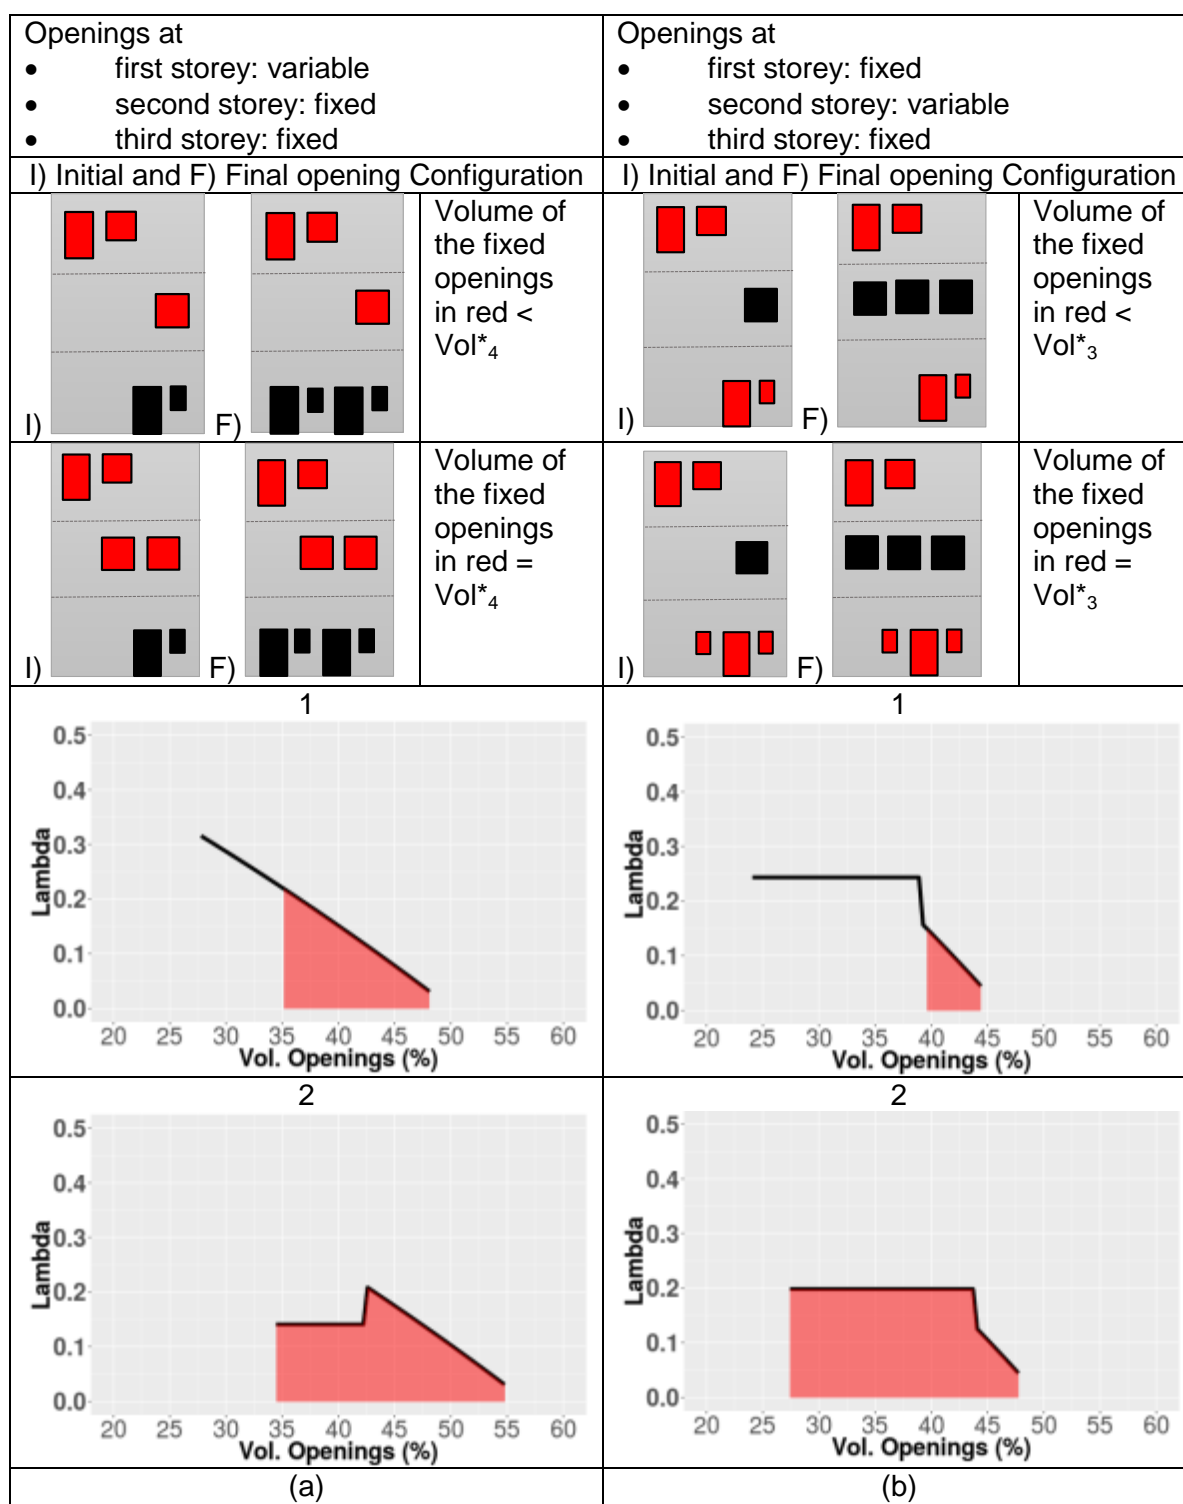 Openings at
• first storey: variable
• second storey: fixed
• third storey: fixed
Openings at
• first storey: fixed
• second storey: variable
• third storey: fixed
I) Initial and F) Final opening Configuration
I) Initial and F) Final opening Configuration
I)
F)
Volume of
the fixed
openings
in red <
Vol*4
I)
F)
Volume of
the fixed
openings
in red <
Vol*3
I)
F)
Volume of
the fixed
openings
in red =
Vol*4
I)
F)
Volume of
the fixed
openings
in red =
Vol*3
1
0.5
0.4
0.3
0.2
0.1
0.0
Lambda
20 25 30 35 40 45 50 55 60
Vol. Openings (%)
1
0.5
0.4
0.3
0.2
0.1
0.0
Lambda
20 25 30 35 40 45 50 55 60
Vol. Openings (%)
2
0.5
0.4
0.3
0.2
0.1
0.0
Lambda
20 25 30 35 40 45 50 55 60
Vol. Openings (%)
2
0.5
0.4
0.3
0.2
0.1
0.0
Lambda
20 25 30 35 40 45 50 55 60
Vol. Openings (%)
(a)
(b)